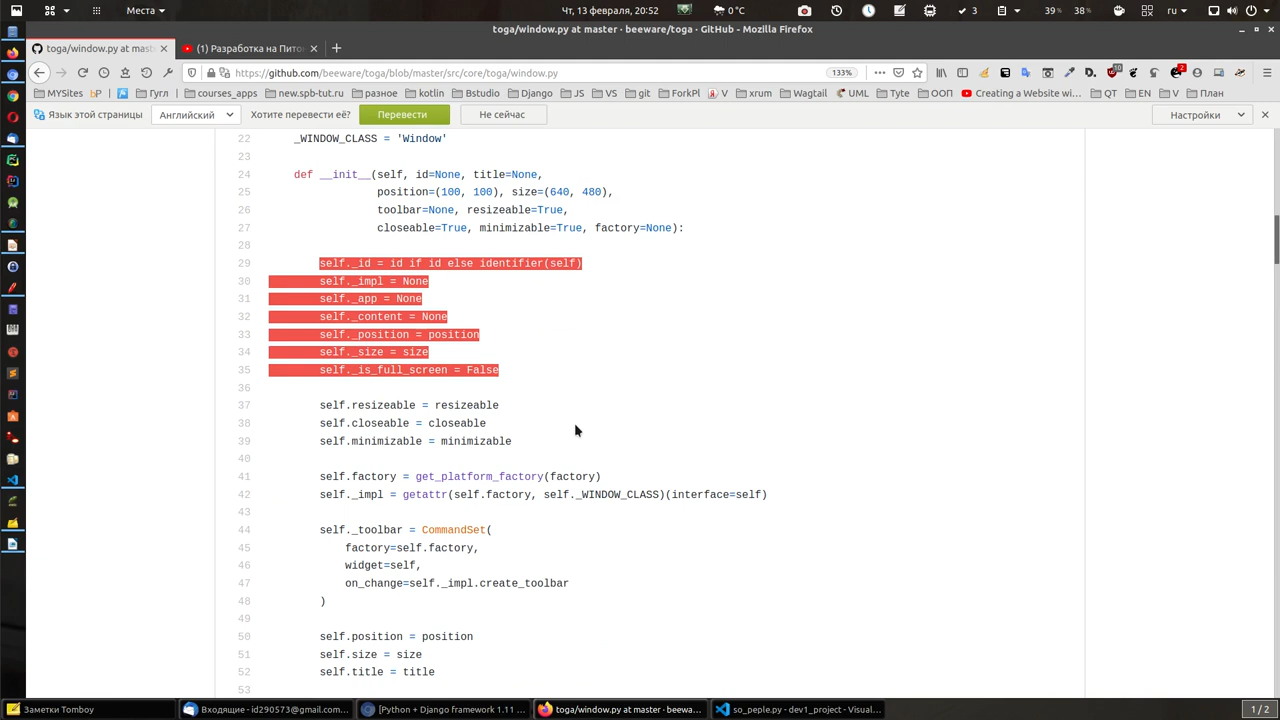 Места
Чт, 13 февраля, 20:52
0 °C
3
39%
38%
ru
toga/window.py at master · beeware/toga · GitHub - Mozilla Firefox
toga/window.py at mast
(1) Разработка на Пито
https://github.com/beeware/toga/blob/master/src/core/toga/window.py
133%
10
2
MYSites
bP
Гугл
courses_apps
new.spb-tut.ru
разное
kotlin
Bstudio
Django
JS
VS
git
ForkPl
V
xrum
Wagtail
UML
Tyte
ООП
Creating a Website wi…
QT
EN
V
План
Язык этой страницы
Английский
Хотите перевести её?
Перевести
Не сейчас
Настройки
22 _WINDOW_CLASS = 'Window'
23
24 def __init__(self, id=None, title=None,
25 position=(100, 100), size=(640, 480),
26 toolbar=None, resizeable=True,
27 closeable=True, minimizable=True, factory=None):
28
29 self._id = id if id else identifier(self)
30 self._impl = None
31 self._app = None
32 self._content = None
33 self._position = position
34 self._size = size
35 self._is_full_screen = False
36
37 self.resizeable = resizeable
38 self.closeable = closeable
39 self.minimizable = minimizable
40
41 self.factory = get_platform_factory(factory)
42 self._impl = getattr(self.factory, self._WINDOW_CLASS)(interface=self)
43
44 self._toolbar = CommandSet(
45 factory=self.factory,
46 widget=self,
47 on_change=self._impl.create_toolbar
48 )
49
50 self.position = position
51 self.size = size
52 self.title = title
53
Заметки Tomboy
Входящие - id290573@gmail.com…
[Python + Django framework 1.11 …
toga/window.py at master · beewa…
so_peple.py - dev1_project - Visual…
1 / 2